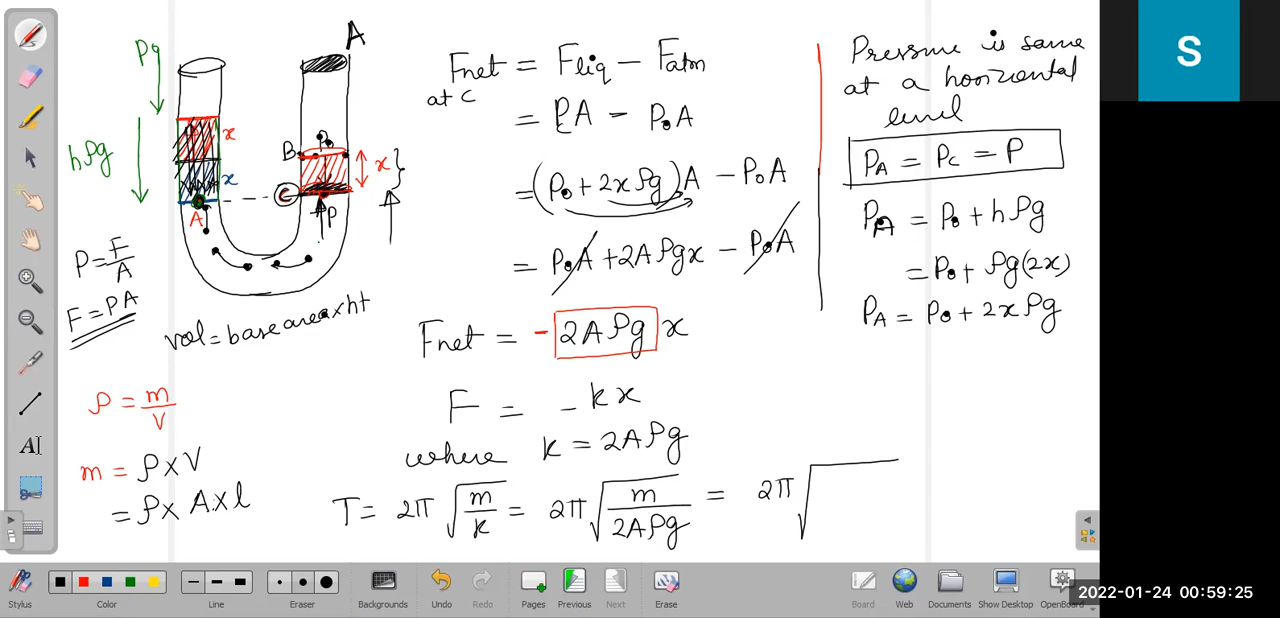 A
Pg
hρg
x
x
A
B
C
x
P
P = F/A
F = PA
vol = base area × ht
ρ = m/V
m = ρ × V
= ρ × A × l
Fnet = Fliq − Fatm
at C
= PA − P₀A
= (P₀ + 2xρg)A − P₀A
= P₀A + 2Aρgx − P₀A
Fnet = − 2Aρg x
F = − kx
where k = 2Aρg
T = 2π √(m/k) = 2π √(m/2Aρg) = 2π √
Pressure is same
at a horizontal
level
PA = PC = P
PA = P₀ + hρg
= P₀ + ρg(2x)
PA = P₀ + 2xρg
S
Stylus
Color
Line
Eraser
Backgrounds
Undo
Redo
Pages
Previous
Next
Erase
Board
Web
Documents
Show Desktop
OpenBoard
2022-01-24 00:59:25